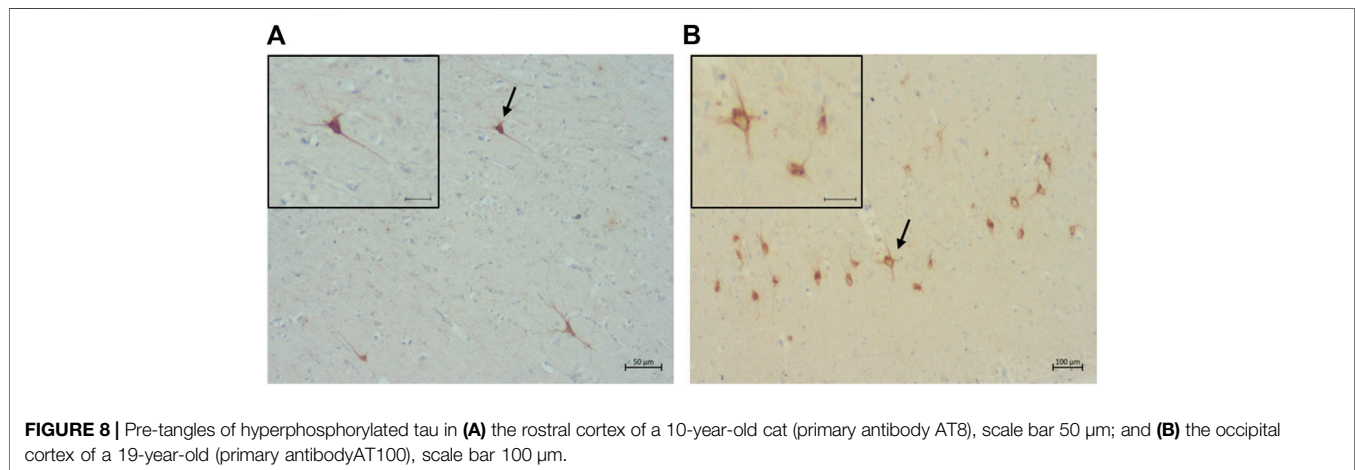 A
B
50 µm
100 µm
FIGURE 8 | Pre-tangles of hyperphosphorylated tau in (A) the rostral cortex of a 10-year-old cat (primary antibody AT8), scale bar 50 µm; and (B) the occipital
cortex of a 19-year-old (primary antibodyAT100), scale bar 100 µm.